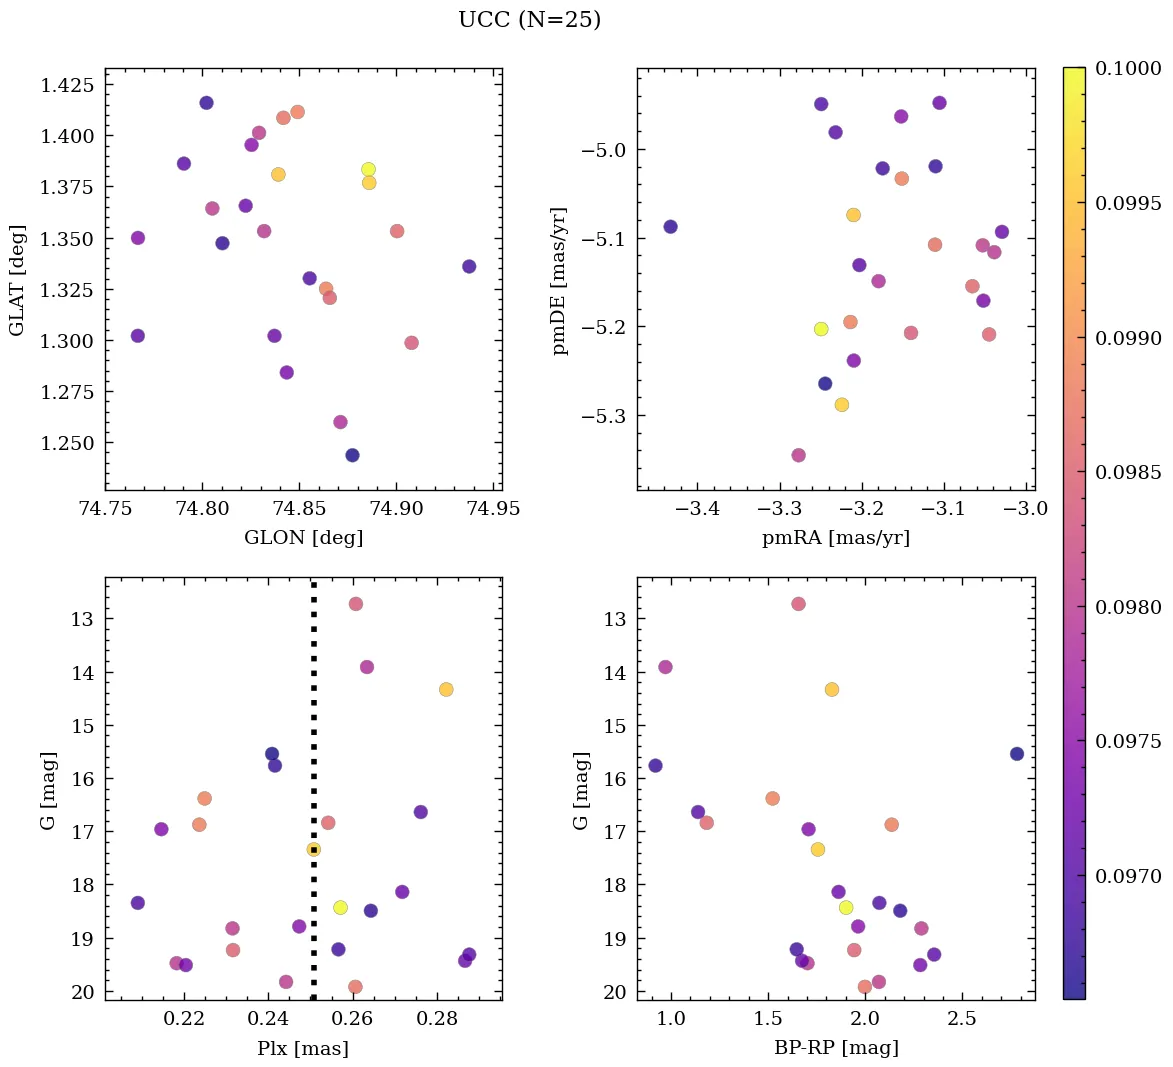 UCC (N=25)
1.425
1.400
1.375
1.350
1.325
1.300
1.275
1.250
GLAT [deg]
74.75 74.80 74.85 74.90 74.95
GLON [deg]
−5.0
−5.1
−5.2
−5.3
pmDE [mas/yr]
−3.4 −3.3 −3.2 −3.1 −3.0
pmRA [mas/yr]
13
14
15
16
17
18
19
20
G [mag]
0.22 0.24 0.26 0.28
Plx [mas]
13
14
15
16
17
18
19
20
G [mag]
1.0 1.5 2.0 2.5
BP-RP [mag]
0.1000
0.0995
0.0990
0.0985
0.0980
0.0975
0.0970